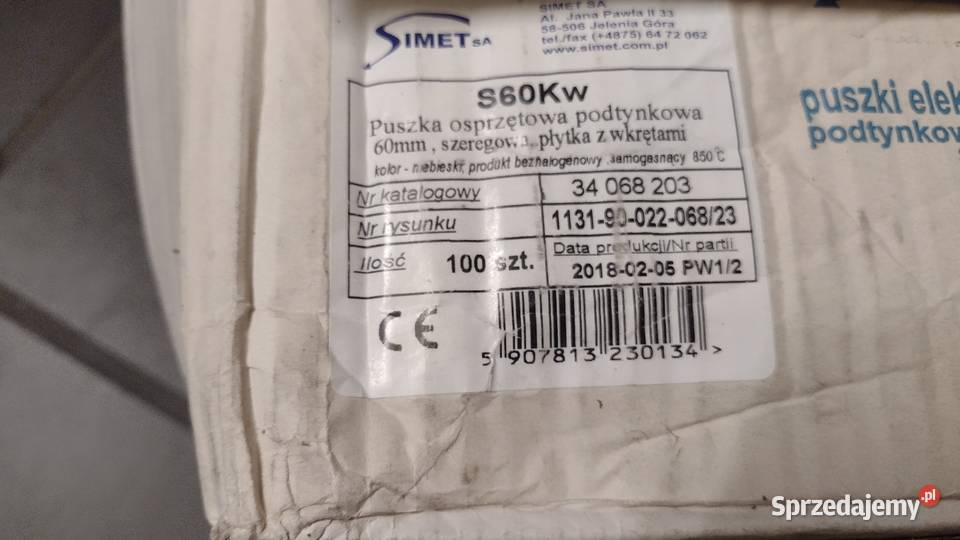 SIMET SA
SIMET SA
Al. Jana Pawła II 33
58-506 Jelenia Góra
tel./fax (+4875) 64 72 062
www.simet.com.pl
S60Kw
Puszka osprzętowa podtynkowa
60mm , szeregowa, płytka z wkrętami
kolor - niebieski, produkt bezhalogenowy ,samogasnący 850°C
Nr katalogowy 34 068 203
Nr rysunku 1131-90-022-068/23
Ilość 100 szt. Data produkcji/Nr partii
2018-02-05 PW1/2
CE
5 907813 230134 >
puszki elek
podtynkow
Sprzedajemy.pl